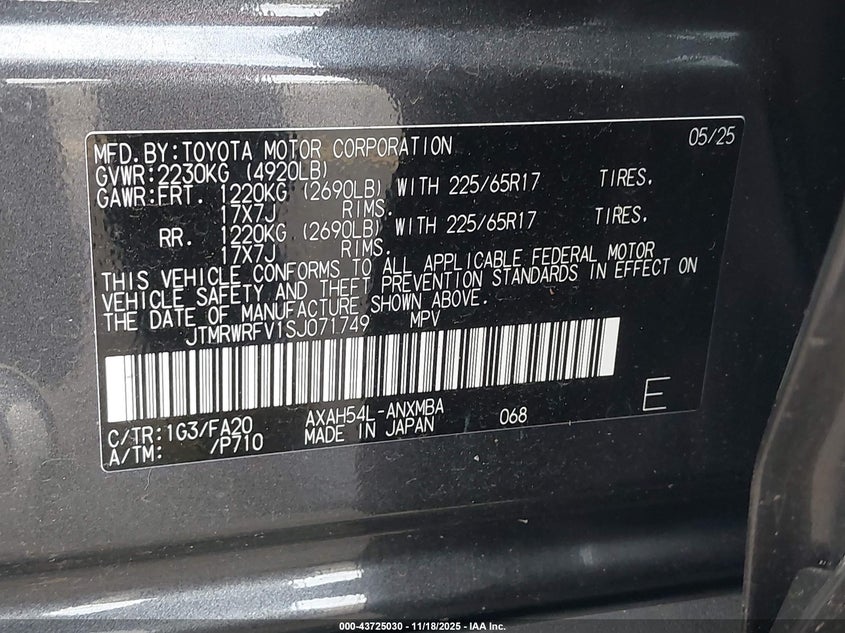 MFD.BY:TOYOTA MOTOR CORPORATION 05/25
GVWR:2230KG (4920LB)
GAWR:FRT. 1220KG (2690LB) WITH 225/65R17 TIRES.
17X7J RIMS.
RR. 1220KG (2690LB) WITH 225/65R17 TIRES.
17X7J RIMS.
THIS VEHICLE CONFORMS TO ALL APPLICABLE FEDERAL MOTOR
VEHICLE SAFETY AND THEFT PREVENTION STANDARDS IN EFFECT ON
THE DATE OF MANUFACTURE SHOWN ABOVE.
JTMRWRFV1SJ071749 MPV
C/TR:1G3/FA20 AXAH54L-ANXMBA 068 E
A/TM: /P710 MADE IN JAPAN
000-43725030 - 11/18/2025 - IAA Inc.